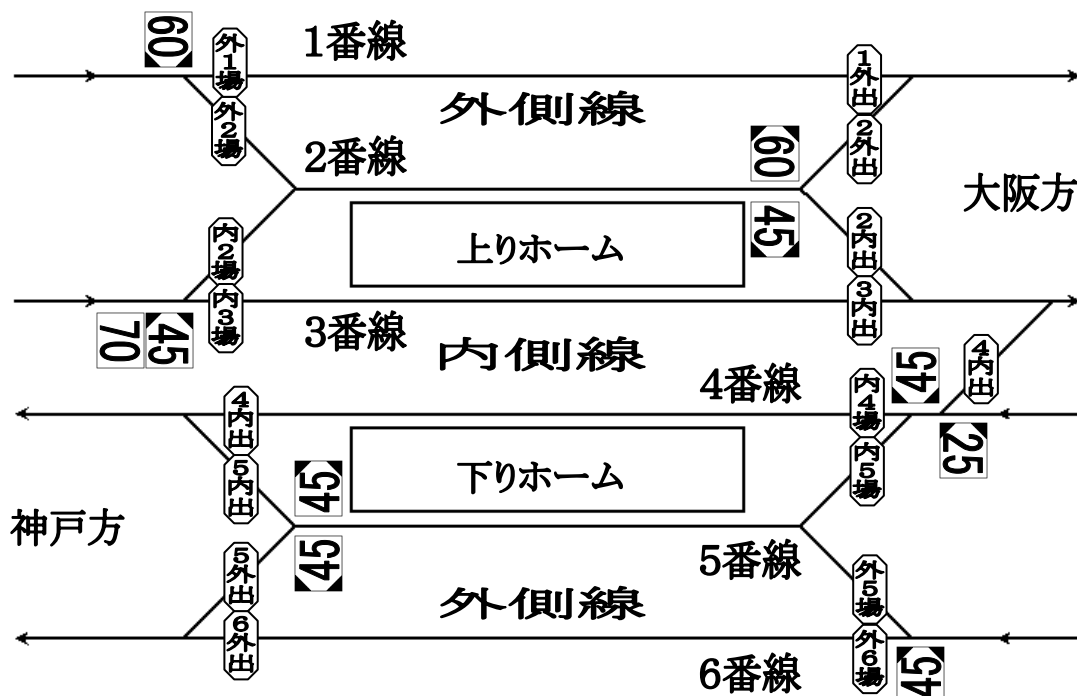 60
外1場
1番線
1外出
外側線
外2場
2番線
60
2外出
大阪方
45
上りホーム
内2場
2内出
内3場
3内出
70
45
3番線
内側線
4番線
45
4内出
4内出
内4場
25
下りホーム
5内出
45
内5場
神戸方
45
5外出
5番線
外5場
外側線
6外出
6番線
外6場
45